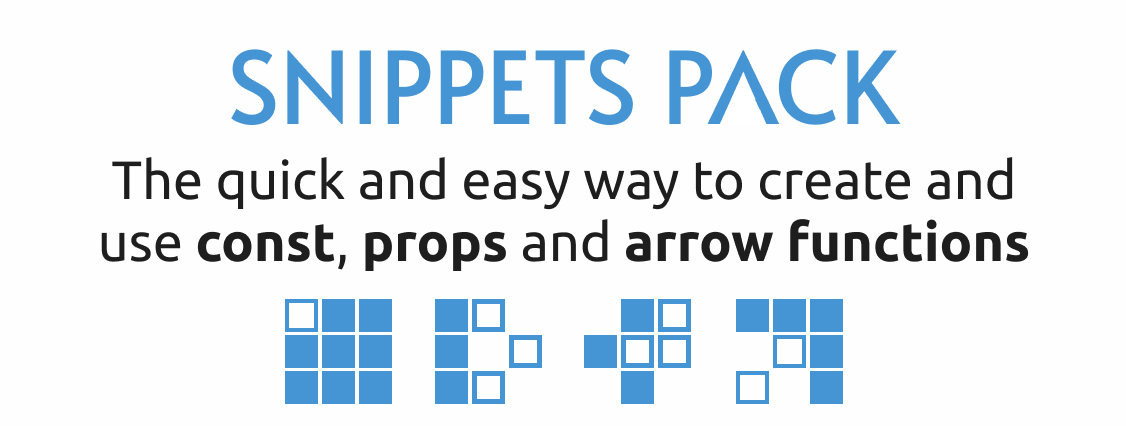 SNIPPETS PACK
The quick and easy way to create and
use const, props and arrow functions